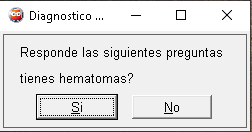 Diagnostico ...
Responde las siguientes preguntas
tienes hematomas?
Si
No